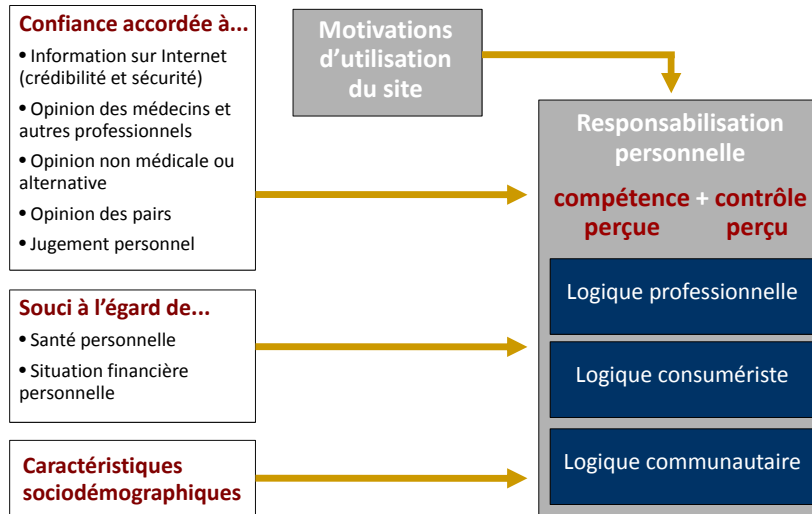 Confiance accordée à...
• Information sur Internet
(crédibilité et sécurité)
• Opinion des médecins et
autres professionnels
• Opinion non médicale ou
alternative
• Opinion des pairs
• Jugement personnel
Souci à l'égard de...
• Santé personnelle
• Situation financière
personnelle
Caractéristiques
sociodémographiques
Motivations
d'utilisation
du site
Responsabilisation
personnelle
compétence + contrôle
perçue perçu
Logique professionnelle
Logique consumériste
Logique communautaire